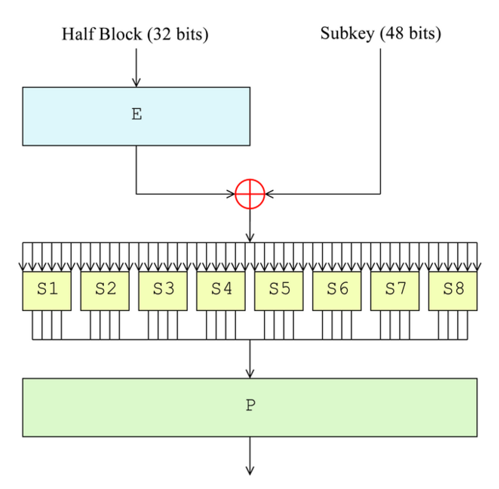 Half Block (32 bits) Subkey (48 bits)
E
S1 S2 S3 S4 S5 S6 S7 S8
P